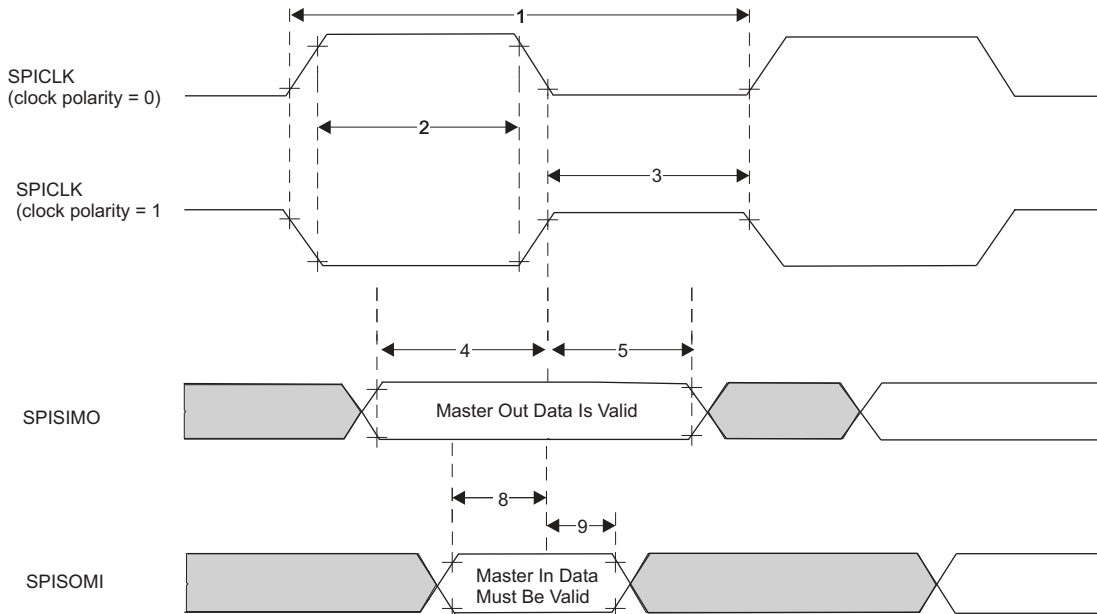 1
SPICLK
(clock polarity = 0)
2
3
SPICLK
(clock polarity = 1
4
5
SPISIMO
Master Out Data Is Valid
8
9
SPISOMI
Master In Data
Must Be Valid